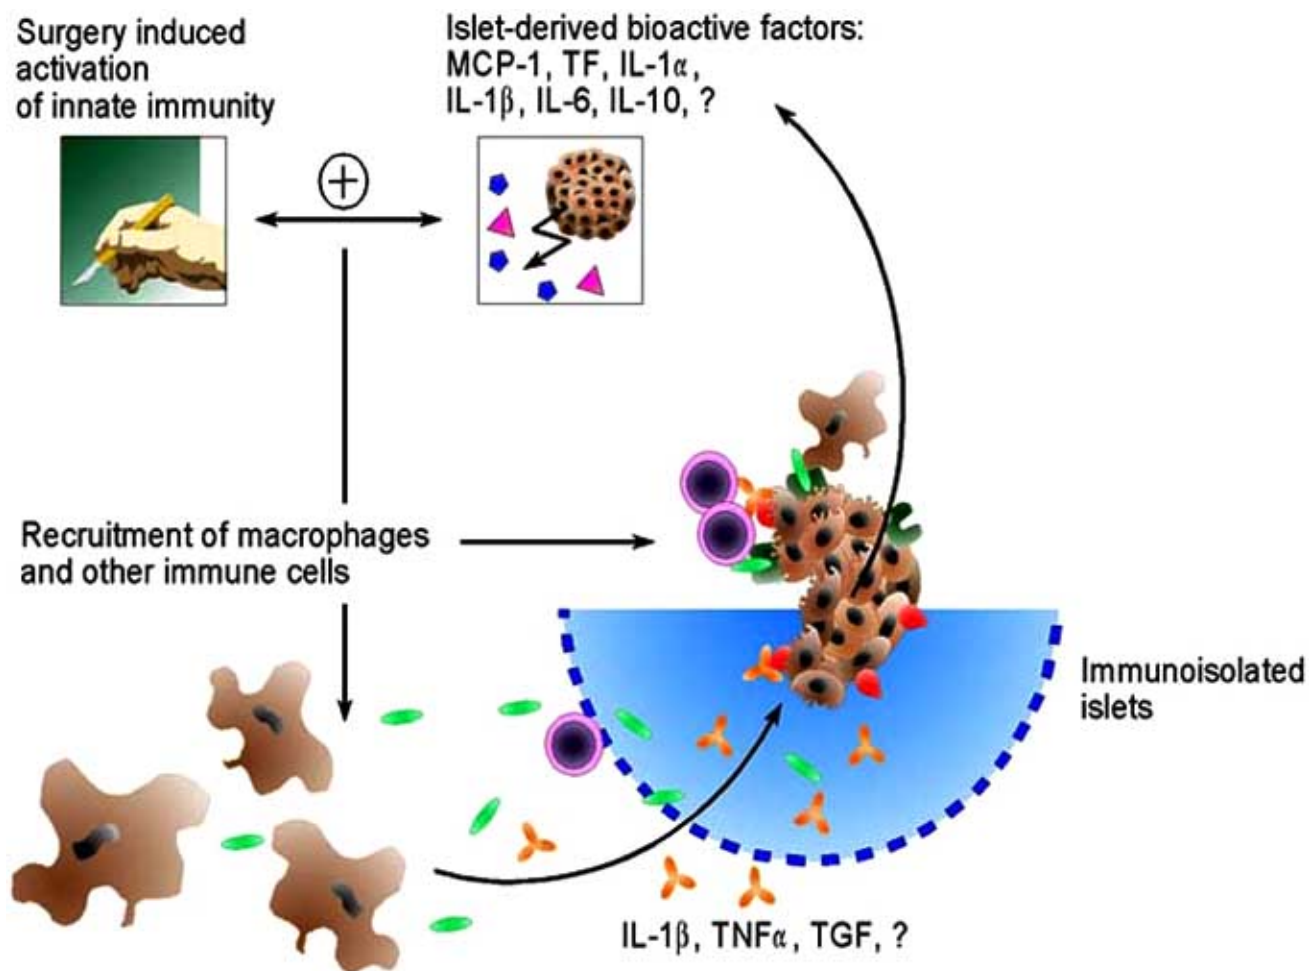 Surgery induced
activation
of innate immunity
Islet-derived bioactive factors:
MCP-1, TF, IL-1α,
IL-1β, IL-6, IL-10, ?
+
Recruitment of macrophages
and other immune cells
Immunoisolated
islets
IL-1β, TNFα, TGF, ?